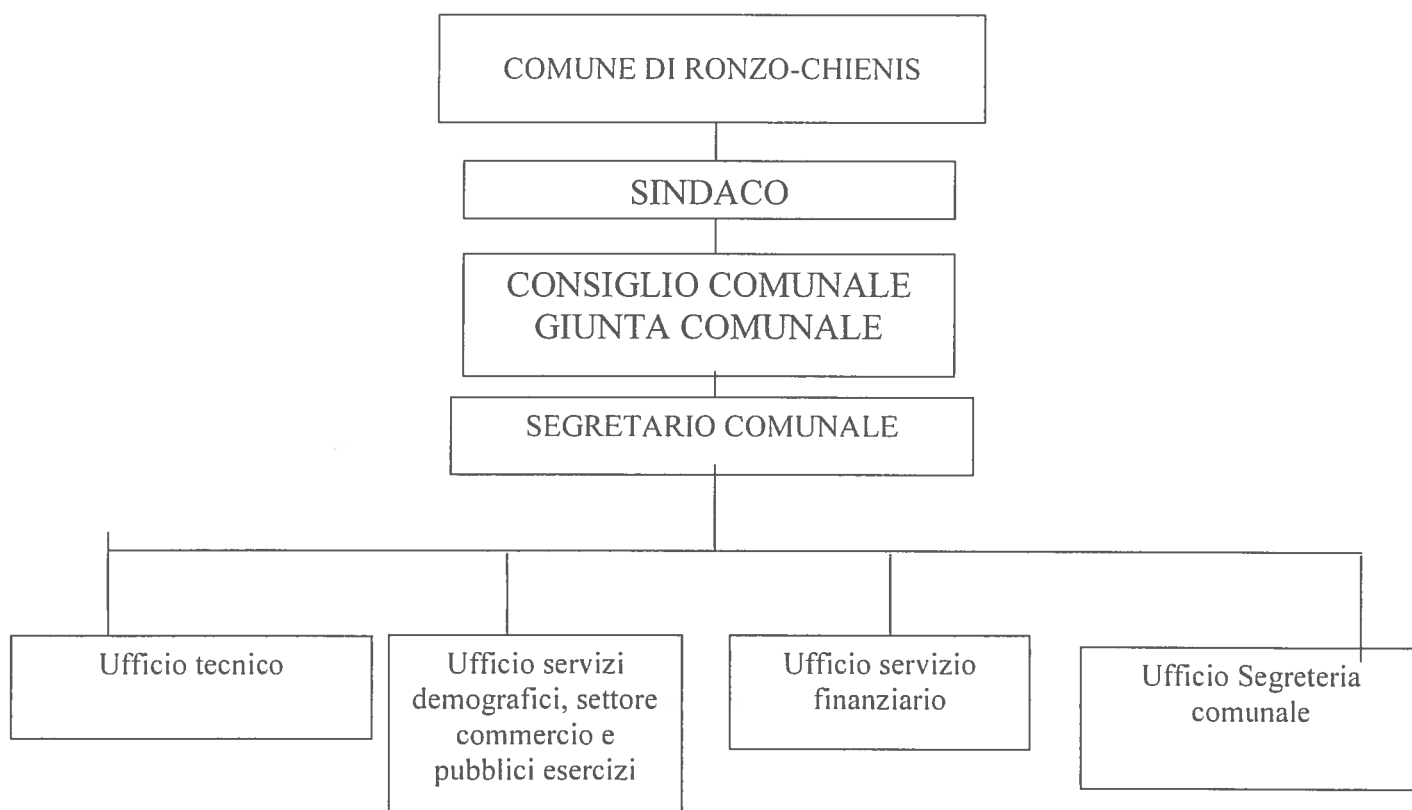 COMUNE DI RONZO-CHIENIS
SINDACO
CONSIGLIO COMUNALE
GIUNTA COMUNALE
SEGRETARIO COMUNALE
Ufficio tecnico
Ufficio servizi
demografici, settore
commercio e
pubblici esercizi
Ufficio servizio
finanziario
Ufficio Segreteria
comunale